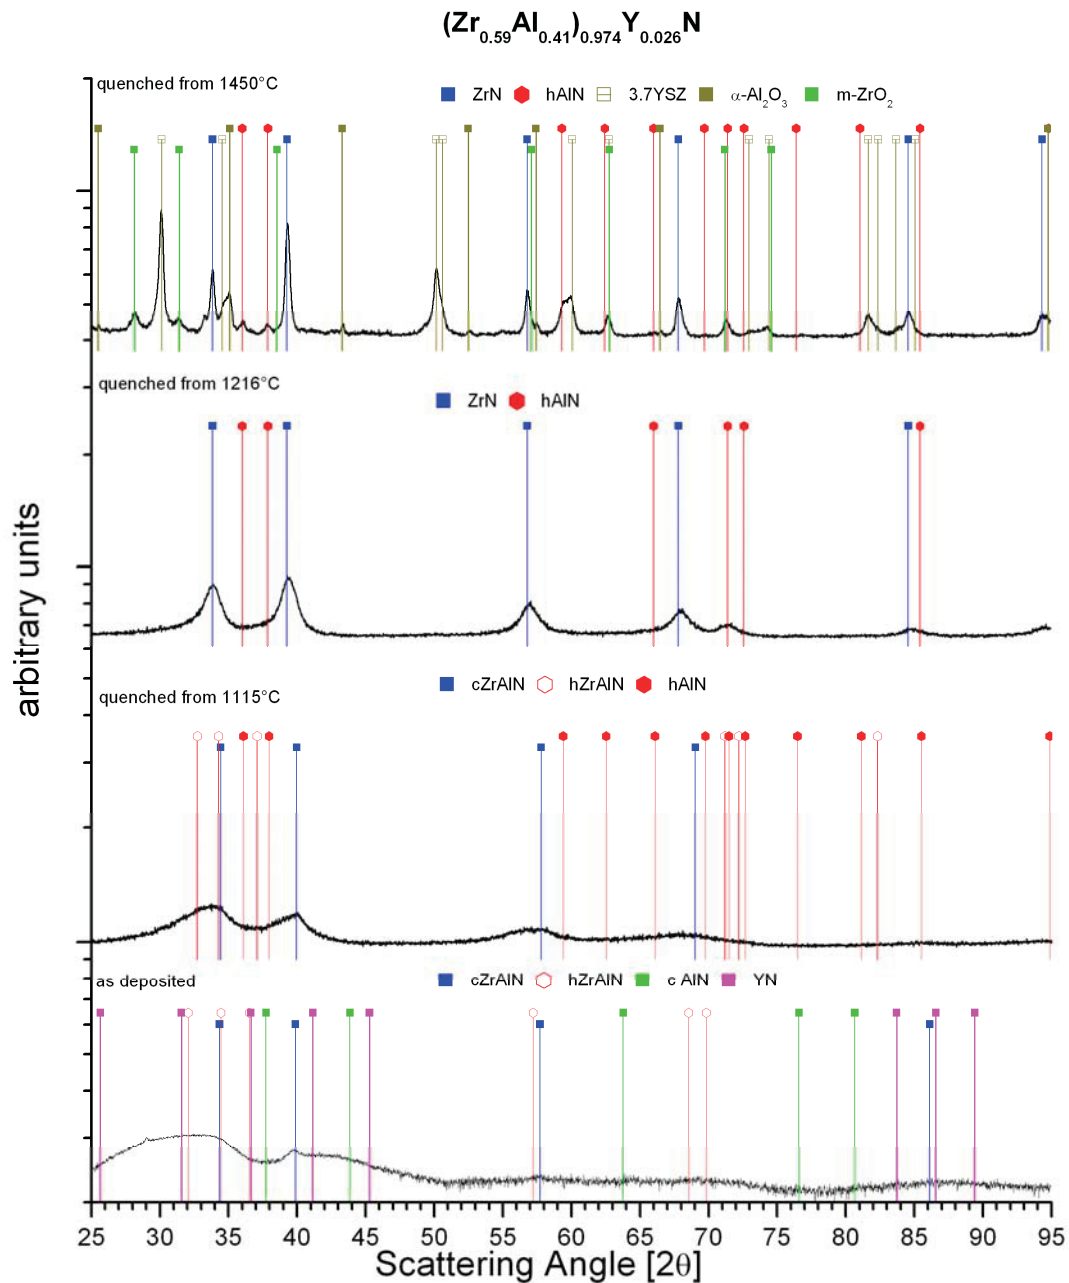 (Zr0.59Al0.41)0.974Y0.026N
quenched from 1450°C
ZrN hAlN 3.7YSZ α-Al2O3 m-ZrO2
quenched from 1216°C
ZrN hAlN
arbitrary units
cZrAlN hZrAlN hAlN
quenched from 1115°C
as deposited
cZrAlN hZrAlN c AlN YN
25 30 35 40 45 50 55 60 65 70 75 80 85 90 95
Scattering Angle [2θ]